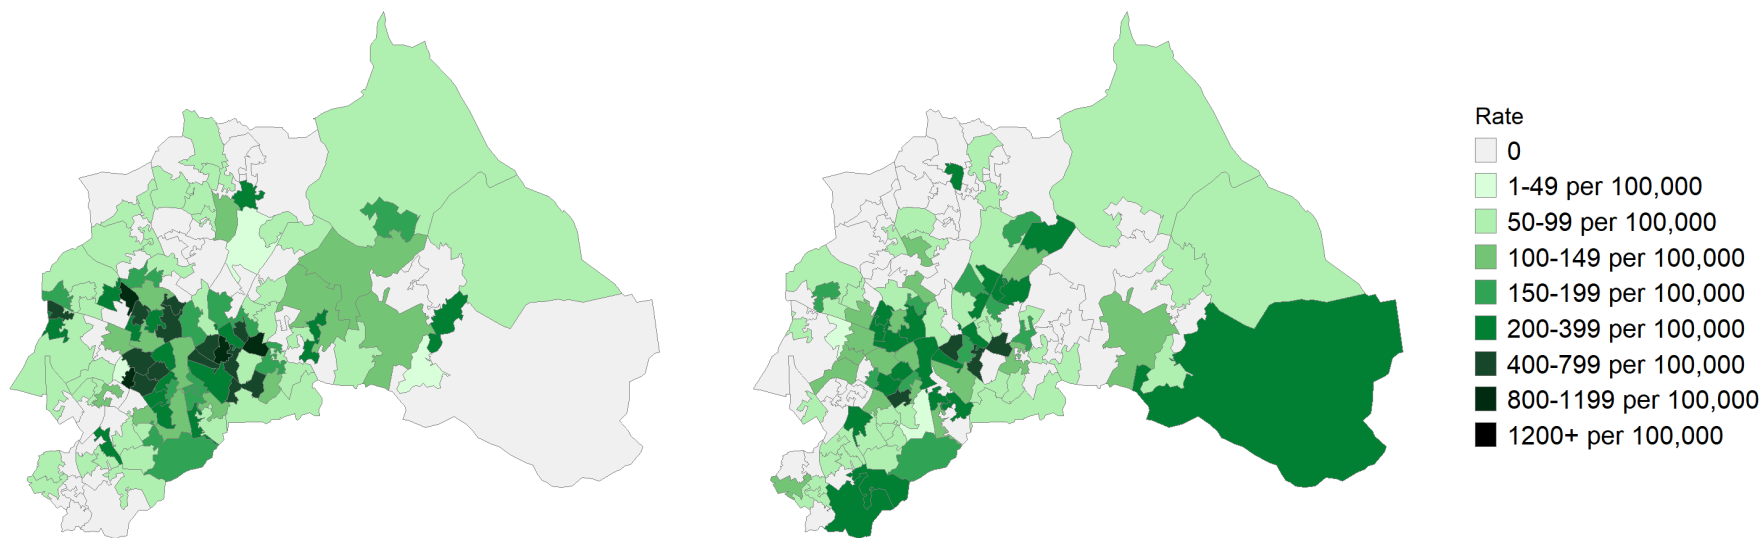 Rate
0
1-49 per 100,000
50-99 per 100,000
100-149 per 100,000
150-199 per 100,000
200-399 per 100,000
400-799 per 100,000
800-1199 per 100,000
1200+ per 100,000